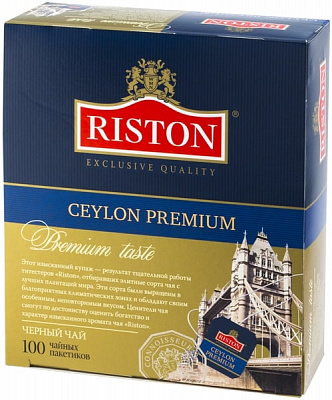 RISTON®
EXCLUSIVE QUALITY
CEYLON PREMIUM
Premium taste
Этот изысканный купаж — результат тщательной работы
титестеров «Riston», отбирающих элитные сорта чая с
лучших плантаций мира. Эти сорта были выращены в
благоприятных климатических зонах и обладают своим
особенным, неповторимым вкусом. Ценители чая
смогут по достоинству оценить богатство и
характер изысканного аромата чая «Riston».
ЧЕРНЫЙ ЧАЙ
100 чайных
пакетиков
CONNOISSEUR
RISTON
CEYLON
PREMIUM